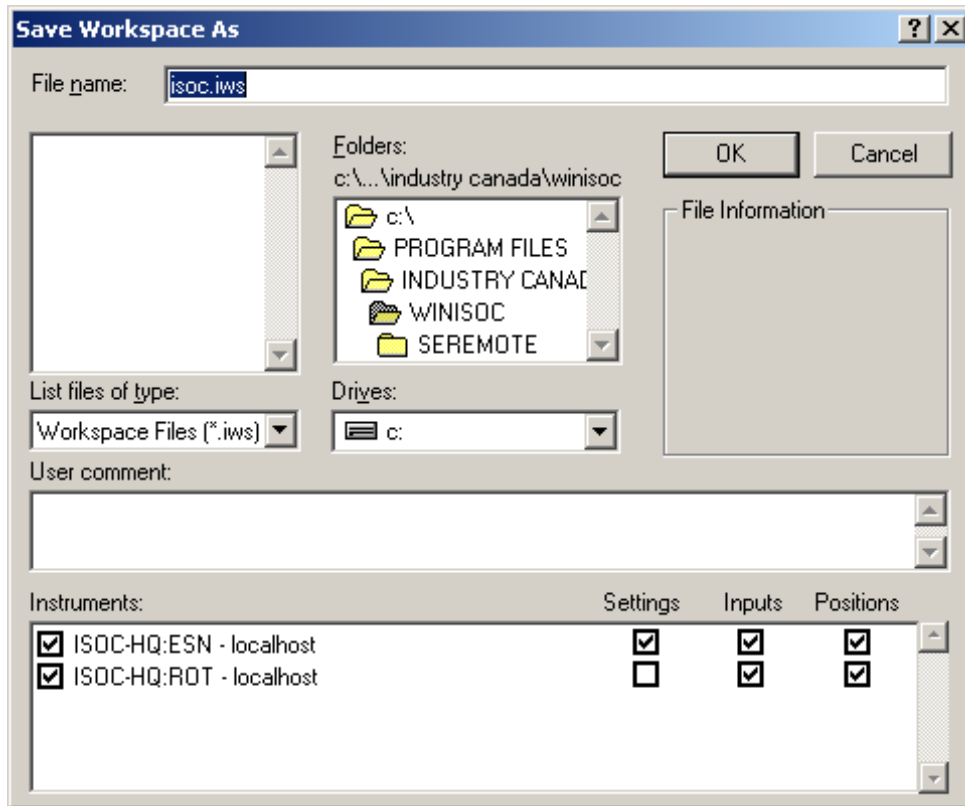 Save Workspace As
File name: isoc.iws
Folders:
c:\...\industry canada\winisoc
OK Cancel
File Information
c:\
PROGRAM FILES
INDUSTRY CANAD
WINISOC
SEREMOTE
List files of type: Drives:
Workspace Files (*.iws) c:
User comment:
Instruments: Settings Inputs Positions
ISOC-HQ:ESN - localhost
ISOC-HQ:ROT - localhost